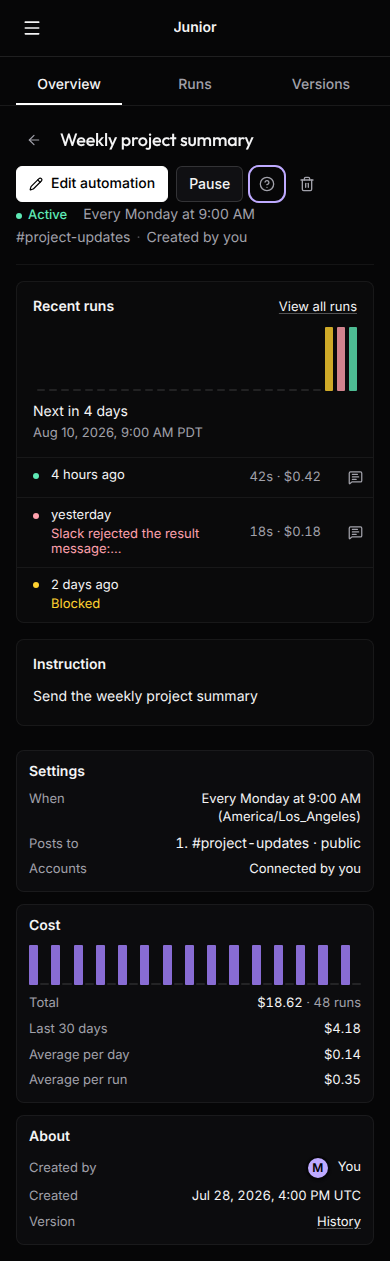 Junior
Overview Runs Versions
Weekly project summary
Edit automation Pause
Active Every Monday at 9:00 AM
#project-updates · Created by you
Recent runs View all runs
Next in 4 days
Aug 10, 2026, 9:00 AM PDT
4 hours ago 42s · $0.42
yesterday
Slack rejected the result
message:... 18s · $0.18
2 days ago
Blocked
Instruction
Send the weekly project summary
Settings
When Every Monday at 9:00 AM
(America/Los_Angeles)
Posts to 1. #project-updates · public
Accounts Connected by you
Cost
Total $18.62 · 48 runs
Last 30 days $4.18
Average per day $0.14
Average per run $0.35
About
Created by M You
Created Jul 28, 2026, 4:00 PM UTC
Version History